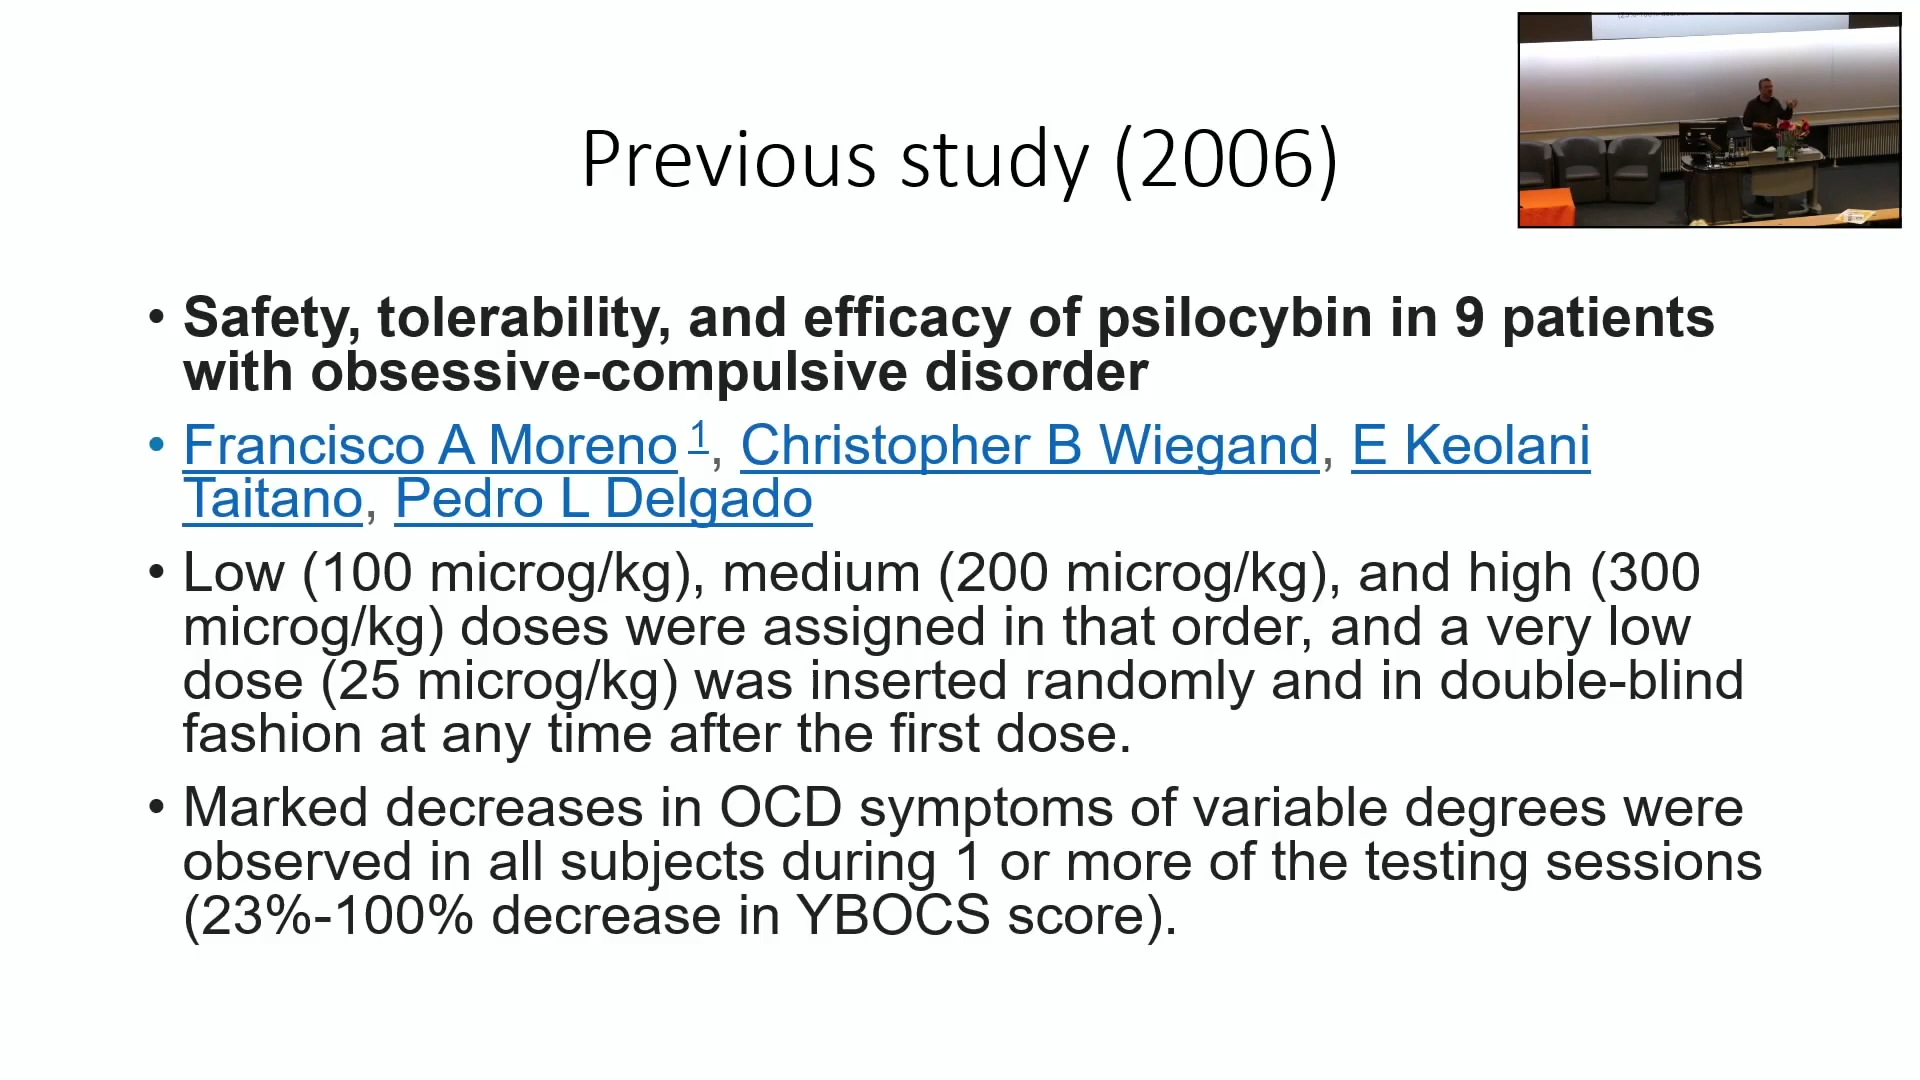 Previous study (2006)
• Safety, tolerability, and efficacy of psilocybin in 9 patients
with obsessive-compulsive disorder
• Francisco A Moreno 1, Christopher B Wiegand, E Keolani
Taitano, Pedro L Delgado
• Low (100 microg/kg), medium (200 microg/kg), and high (300
microg/kg) doses were assigned in that order, and a very low
dose (25 microg/kg) was inserted randomly and in double-blind
fashion at any time after the first dose.
• Marked decreases in OCD symptoms of variable degrees were
observed in all subjects during 1 or more of the testing sessions
(23%-100% decrease in YBOCS score).